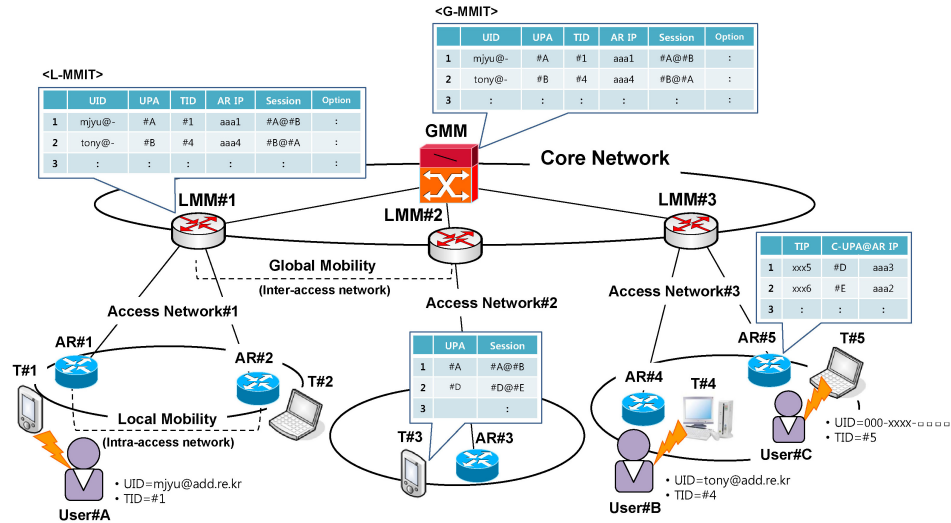 <G-MMIT>
UID UPA TID AR IP Session Option
1 mjyu@- #A #1 aaa1 #A@#B :
2 tony@- #B #4 aaa4 #B@#A :
3 : : : : : :
<L-MMIT>
UID UPA TID AR IP Session Option
1 mjyu@- #A #1 aaa1 #A@#B :
2 tony@- #B #4 aaa4 #B@#A :
3 : : : : : :
GMM
Core Network
LMM#1
LMM#2
LMM#3
Global Mobility
(Inter-access network)
TIP C-UPA@AR IP
1 xxx5 #D aaa3
2 xxx6 #E aaa2
3 : : :
Access Network#1
Access Network#2
Access Network#3
AR#1
AR#2
T#1
T#2
Local Mobility
(Intra-access network)
UPA Session
1 #A #A@#B
2 #D #D@#E
3 :
T#3
AR#3
AR#5
T#5
AR#4
T#4
User#A
• UID=mjyu@add.re.kr
• TID=#1
User#B
• UID=tony@add.re.kr
• TID=#4
User#C
• UID=000-xxxx-□□□□
• TID=#5